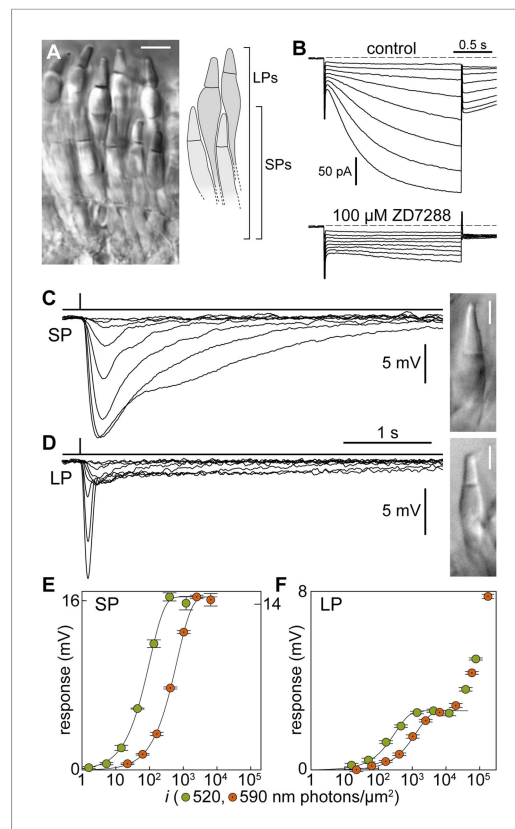 A
LPs
SPs
B
control
0.5 s
50 pA
100 µM ZD7288
C
SP
5 mV
D
1 s
LP
5 mV
E
SP
16
14
response (mV)
0
1 10 10² 10³ 10⁴ 10⁵
F
LP
8
response (mV)
0
1 10 10² 10³ 10⁴ 10⁵
i ( 520, 590 nm photons/µm²)